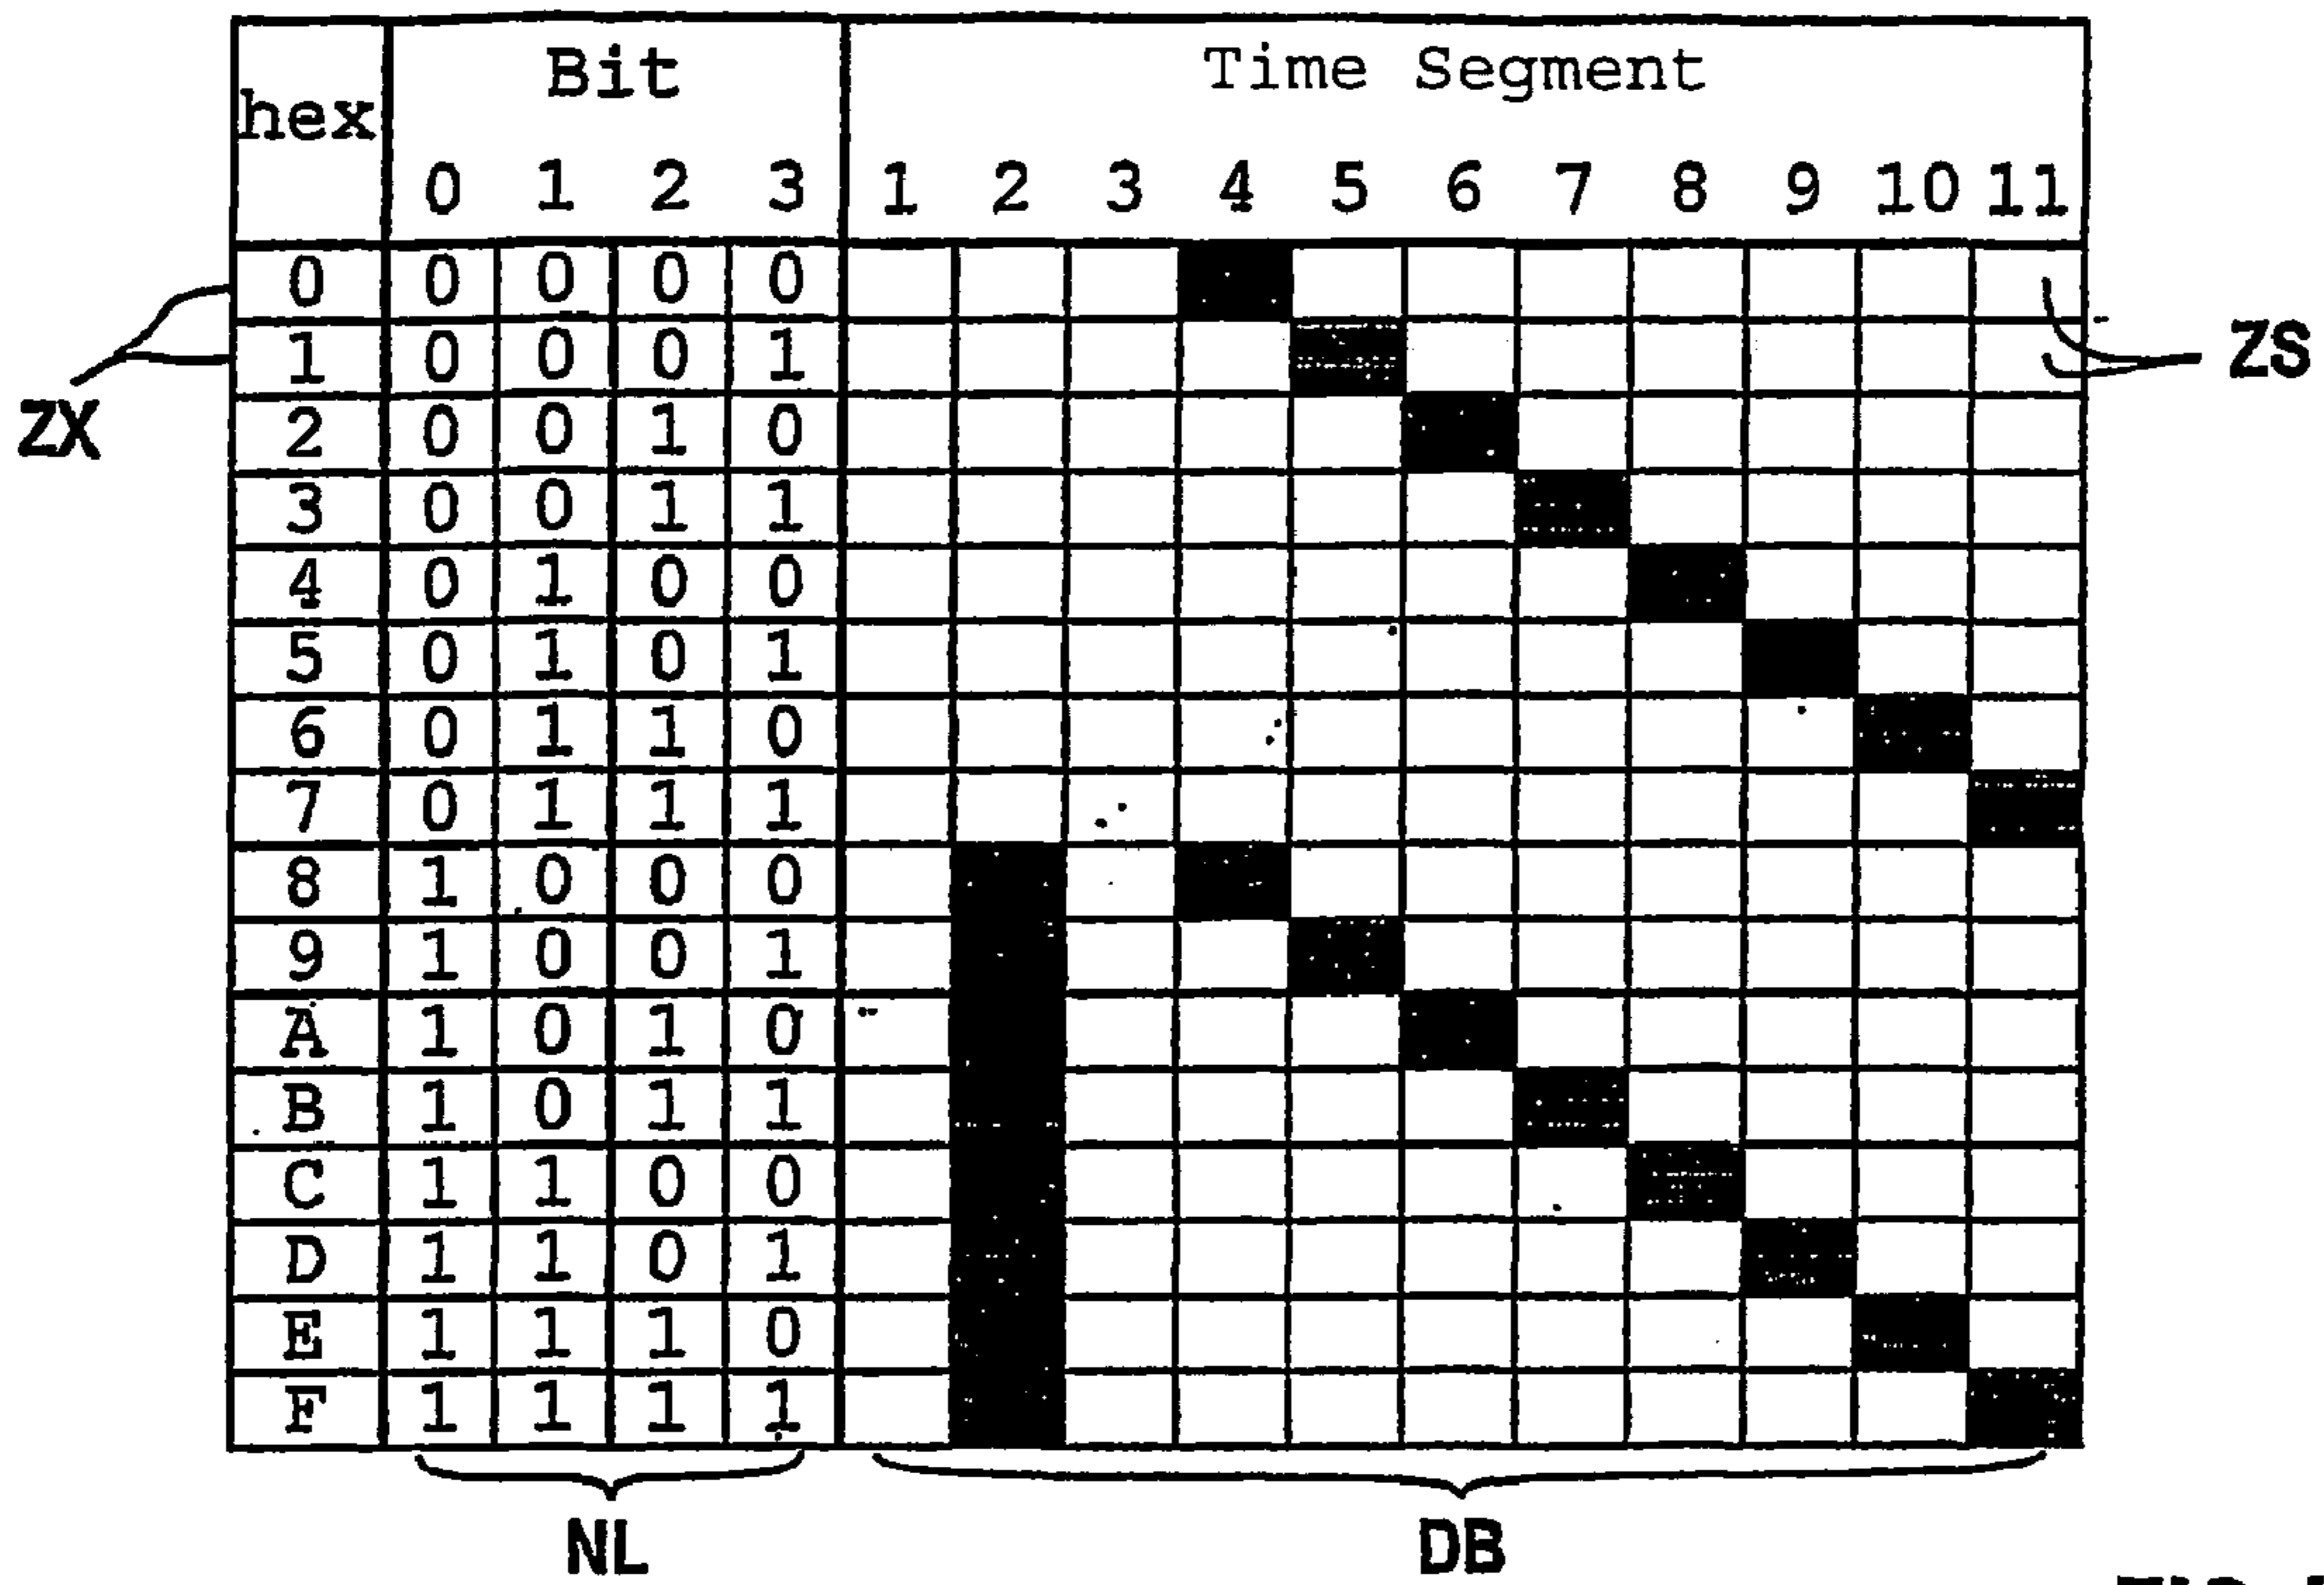 Bit Time Segment
hex
0 1 2 3 1 2 3 4 5 6 7 8 9 10 11
0 0 0 0 0
1 0 0 0 1
ZS
ZX
2 0 0 1 0
3 0 0 1 1
4 0 1 0 0
5 0 1 0 1
6 0 1 1 0
7 0 1 1 1
8 1 0 0 0
9 1 0 0 1
A 1 0 1 0
B 1 0 1 1
C 1 1 0 0
D 1 1 0 1
E 1 1 1 0
F 1 1 1 1
NL DB